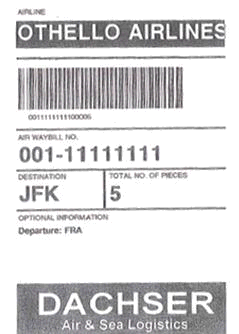 AIRLINE
OTHELLO AIRLINES
0011111111100005
AIR WAYBILL NO.
001-11111111
DESTINATION
TOTAL NO. OF PIECES
JFK
5
OPTIONAL INFORMATION
Departure: FRA
DACHSER
Air & Sea Logistics